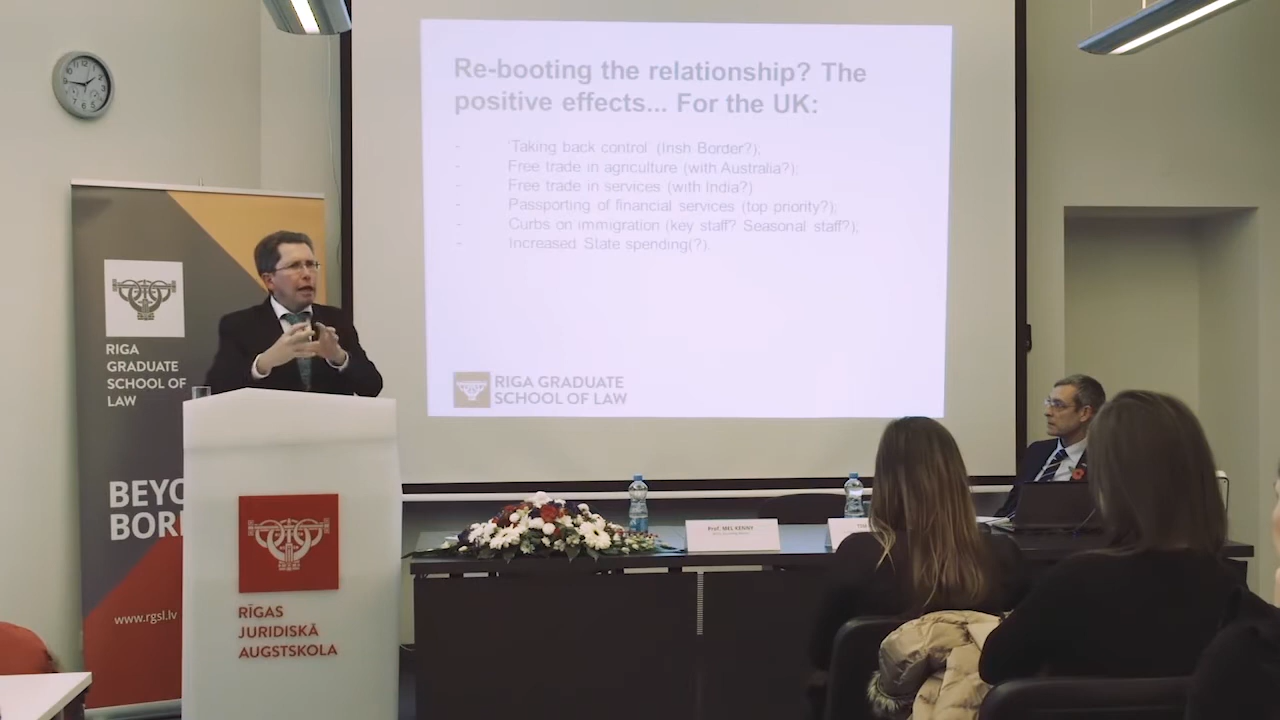 Re-booting the relationship? The
positive effects... For the UK:
- 'Taking back control' (Irish Border?);
- Free trade in agriculture (with Australia?);
- Free trade in services (with India?)
- Passporting of financial services (top priority?);
- Curbs on immigration (key staff? Seasonal staff?);
- Increased State spending(?).
RIGA GRADUATE
SCHOOL OF LAW
RIGA
GRADUATE
SCHOOL OF
LAW
BEYO
BOR
www.rgsl.lv
RĪGAS
JURIDISKĀ
AUGSTSKOLA
Prof. MEL KENNY